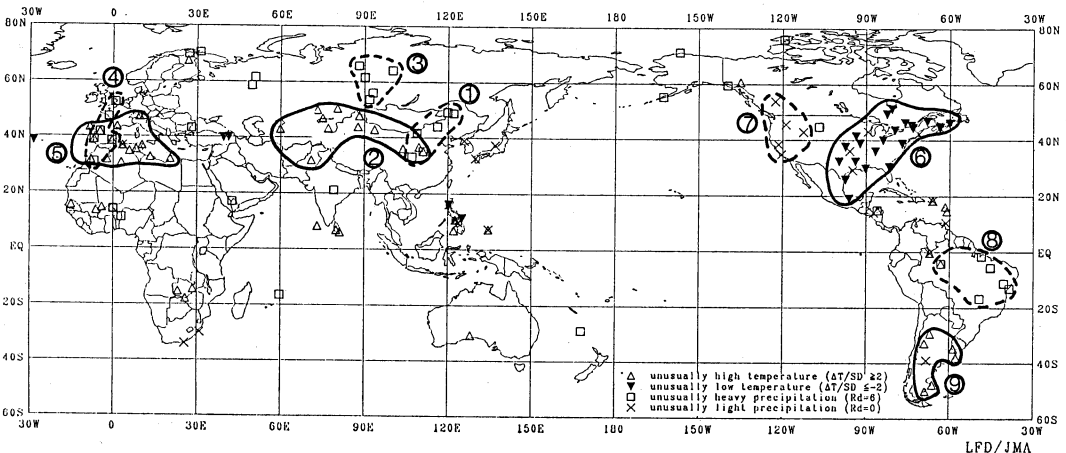 30W 0. 30E 60E 90E 120E 150E 180 150W 120W 90W 60W 30W
80N 80N
④ ③
60N 60N
①
⑦
40N 40N
⑤ ② ⑥
20N 20N
⑧
EQ EQ
20S 20S
△ unusually high temperature (ΔT/SD ≧2)
40S ▼ unusually low temperature (ΔT/SD ≦-2) 40S
⑨
□ unusually heavy precipitation (Rd=6)
× unusually light precipitation (Rd=0)
60S 60S
30W 0. 30E 60E 90E 120E 150E 180 150W 120W 90W 60W 30W
LFD/JMA